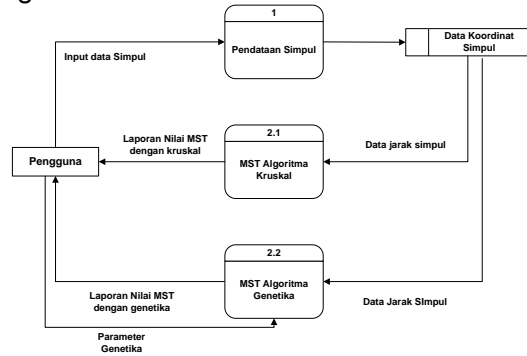 1
Pendataan Simpul
Data Koordinat
Simpul
Input data Simpul
Laporan Nilai MST
dengan kruskal
2.1
MST Algoritma
Kruskal
Data jarak simpul
Pengguna
2.2
MST Algoritma
Genetika
Laporan Nilai MST
dengan genetika
Data Jarak SImpul
Parameter
Genetika